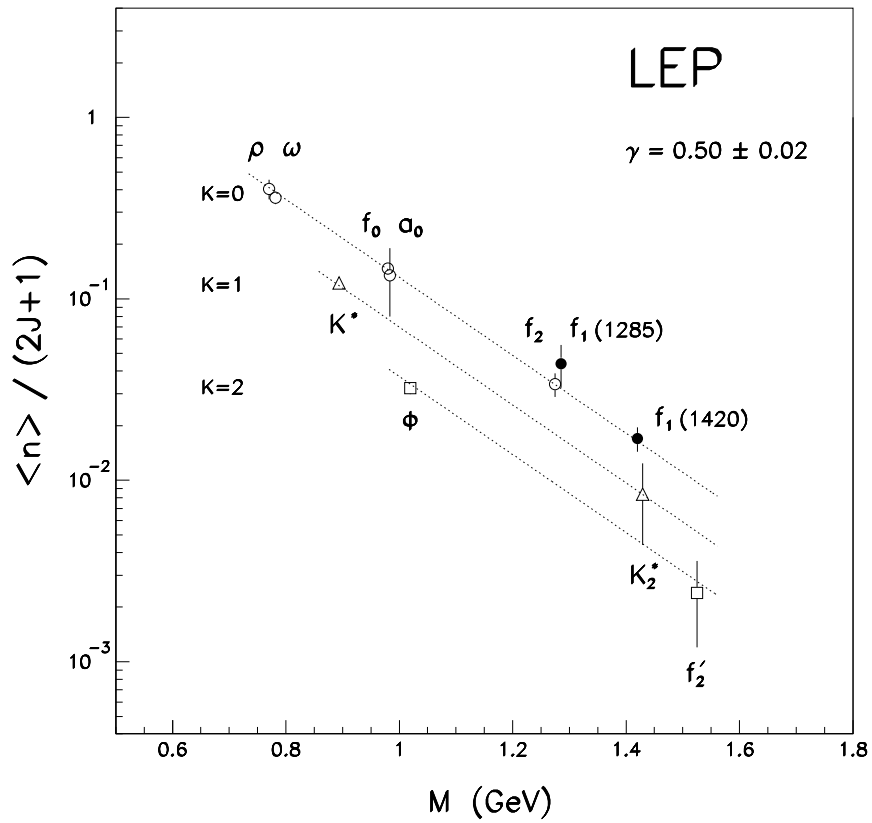 LEP
γ = 0.50 ± 0.02
1
ρ ω
K=0
f₀ a₀
10⁻¹
K=1
K*
f₂ f₁ (1285)
K=2
ϕ
f₁ (1420)
10⁻²
K₂*
10⁻³
f₂′
<n> / (2J+1)
0.6 0.8 1 1.2 1.4 1.6 1.8
M (GeV)